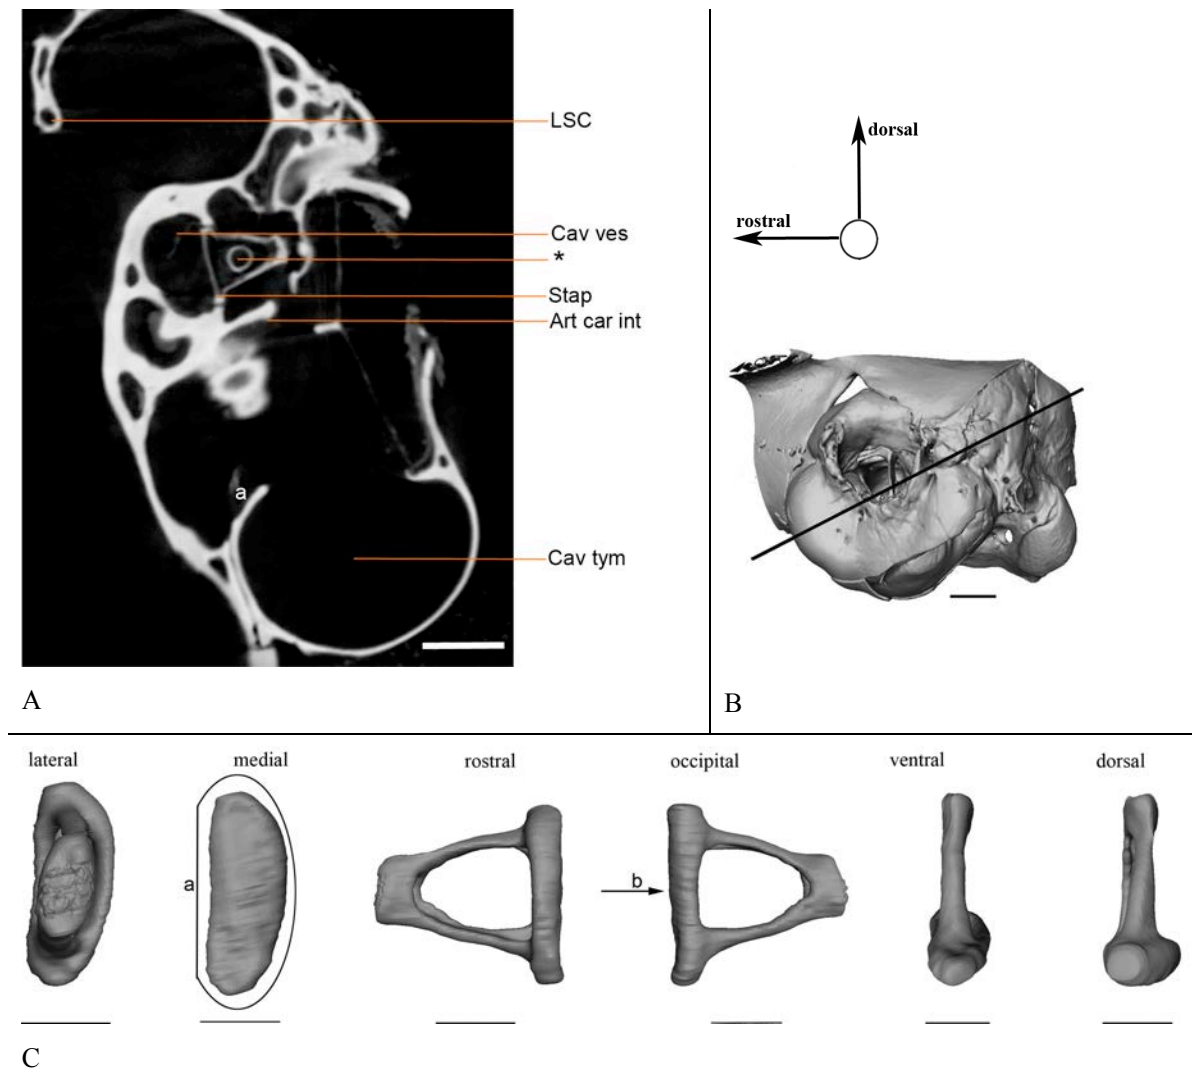 LSC
Cav ves
*
Stap
Art car int
a
Cav tym
A
dorsal
rostral
B
lateral medial rostral occipital ventral dorsal
a
b
C